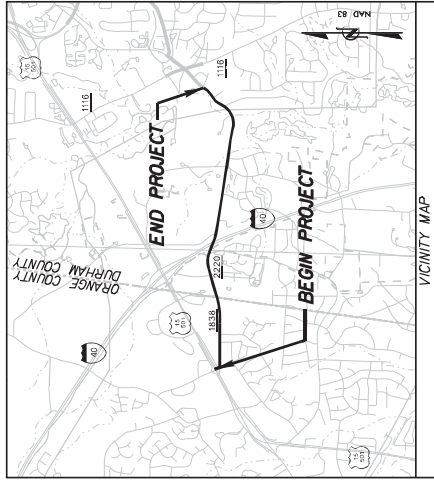 NAD 83
15
501
1116
1116
END PROJECT
ORANGE COUNTY
DURHAM COUNTY
40
40
2220
BEGIN PROJECT
1838
15
501
15
501
VICINITY MAP